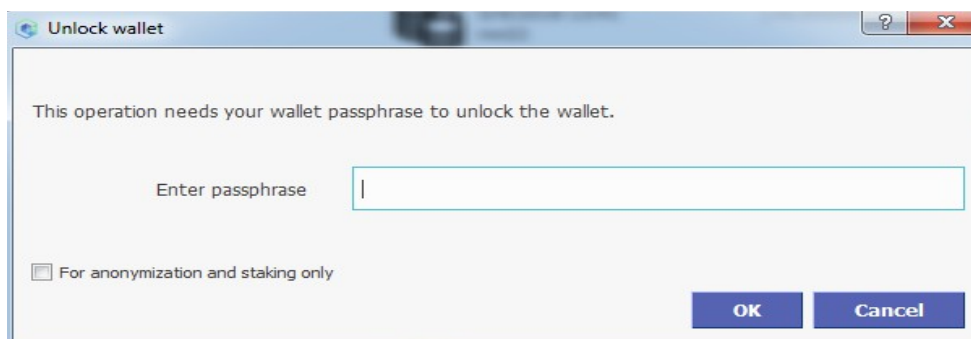 Unlock wallet
This operation needs your wallet passphrase to unlock the wallet.
Enter passphrase
For anonymization and staking only
OK Cancel